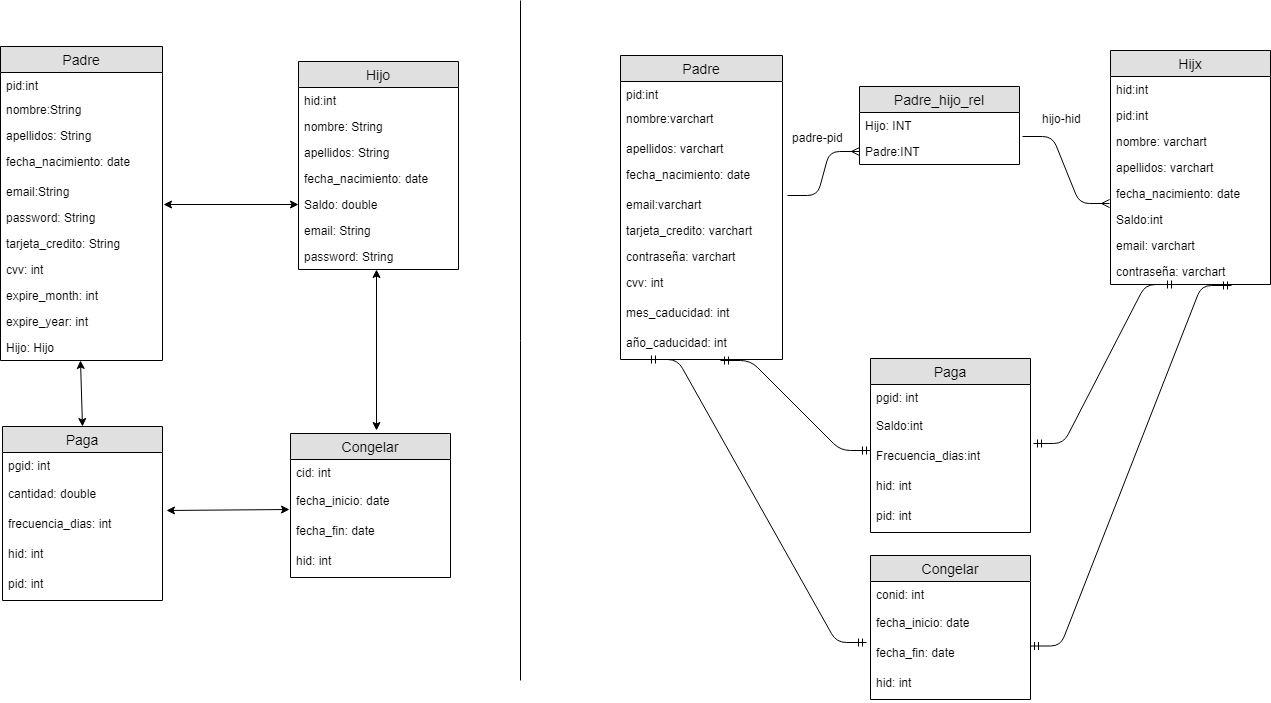 Padre
pid:int
nombre:String
apellidos: String
fecha_nacimiento: date
email:String
password: String
tarjeta_credito: String
cvv: int
expire_month: int
expire_year: int
Hijo: Hijo
Hijo
hid:int
nombre: String
apellidos: String
fecha_nacimiento: date
Saldo: double
email: String
password: String
Paga
pgid: int
cantidad: double
frecuencia_dias: int
hid: int
pid: int
Congelar
cid: int
fecha_inicio: date
fecha_fin: date
hid: int
Padre
pid:int
nombre:varchart
apellidos: varchart
fecha_nacimiento: date
email:varchart
tarjeta_credito: varchart
contraseña: varchart
cvv: int
mes_caducidad: int
año_caducidad: int
padre-pid
Padre_hijo_rel
Hijo: INT
Padre:INT
hijo-hid
Hijx
hid:int
pid:int
nombre: varchart
apellidos: varchart
fecha_nacimiento: date
Saldo:int
email: varchart
contraseña: varchart
Paga
pgid: int
Saldo:int
Frecuencia_dias:int
hid: int
pid: int
Congelar
conid: int
fecha_inicio: date
fecha_fin: date
hid: int